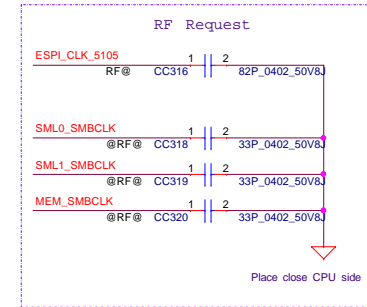 RF Request
ESPI_CLK_5105 1 2
RF@ CC316 82P_0402_50V8J
SML0_SMBCLK 1 2
@RF@ CC318 33P_0402_50V8J
SML1_SMBCLK 1 2
@RF@ CC319 33P_0402_50V8J
MEM_SMBCLK 1 2
@RF@ CC320 33P_0402_50V8J
Place close CPU side